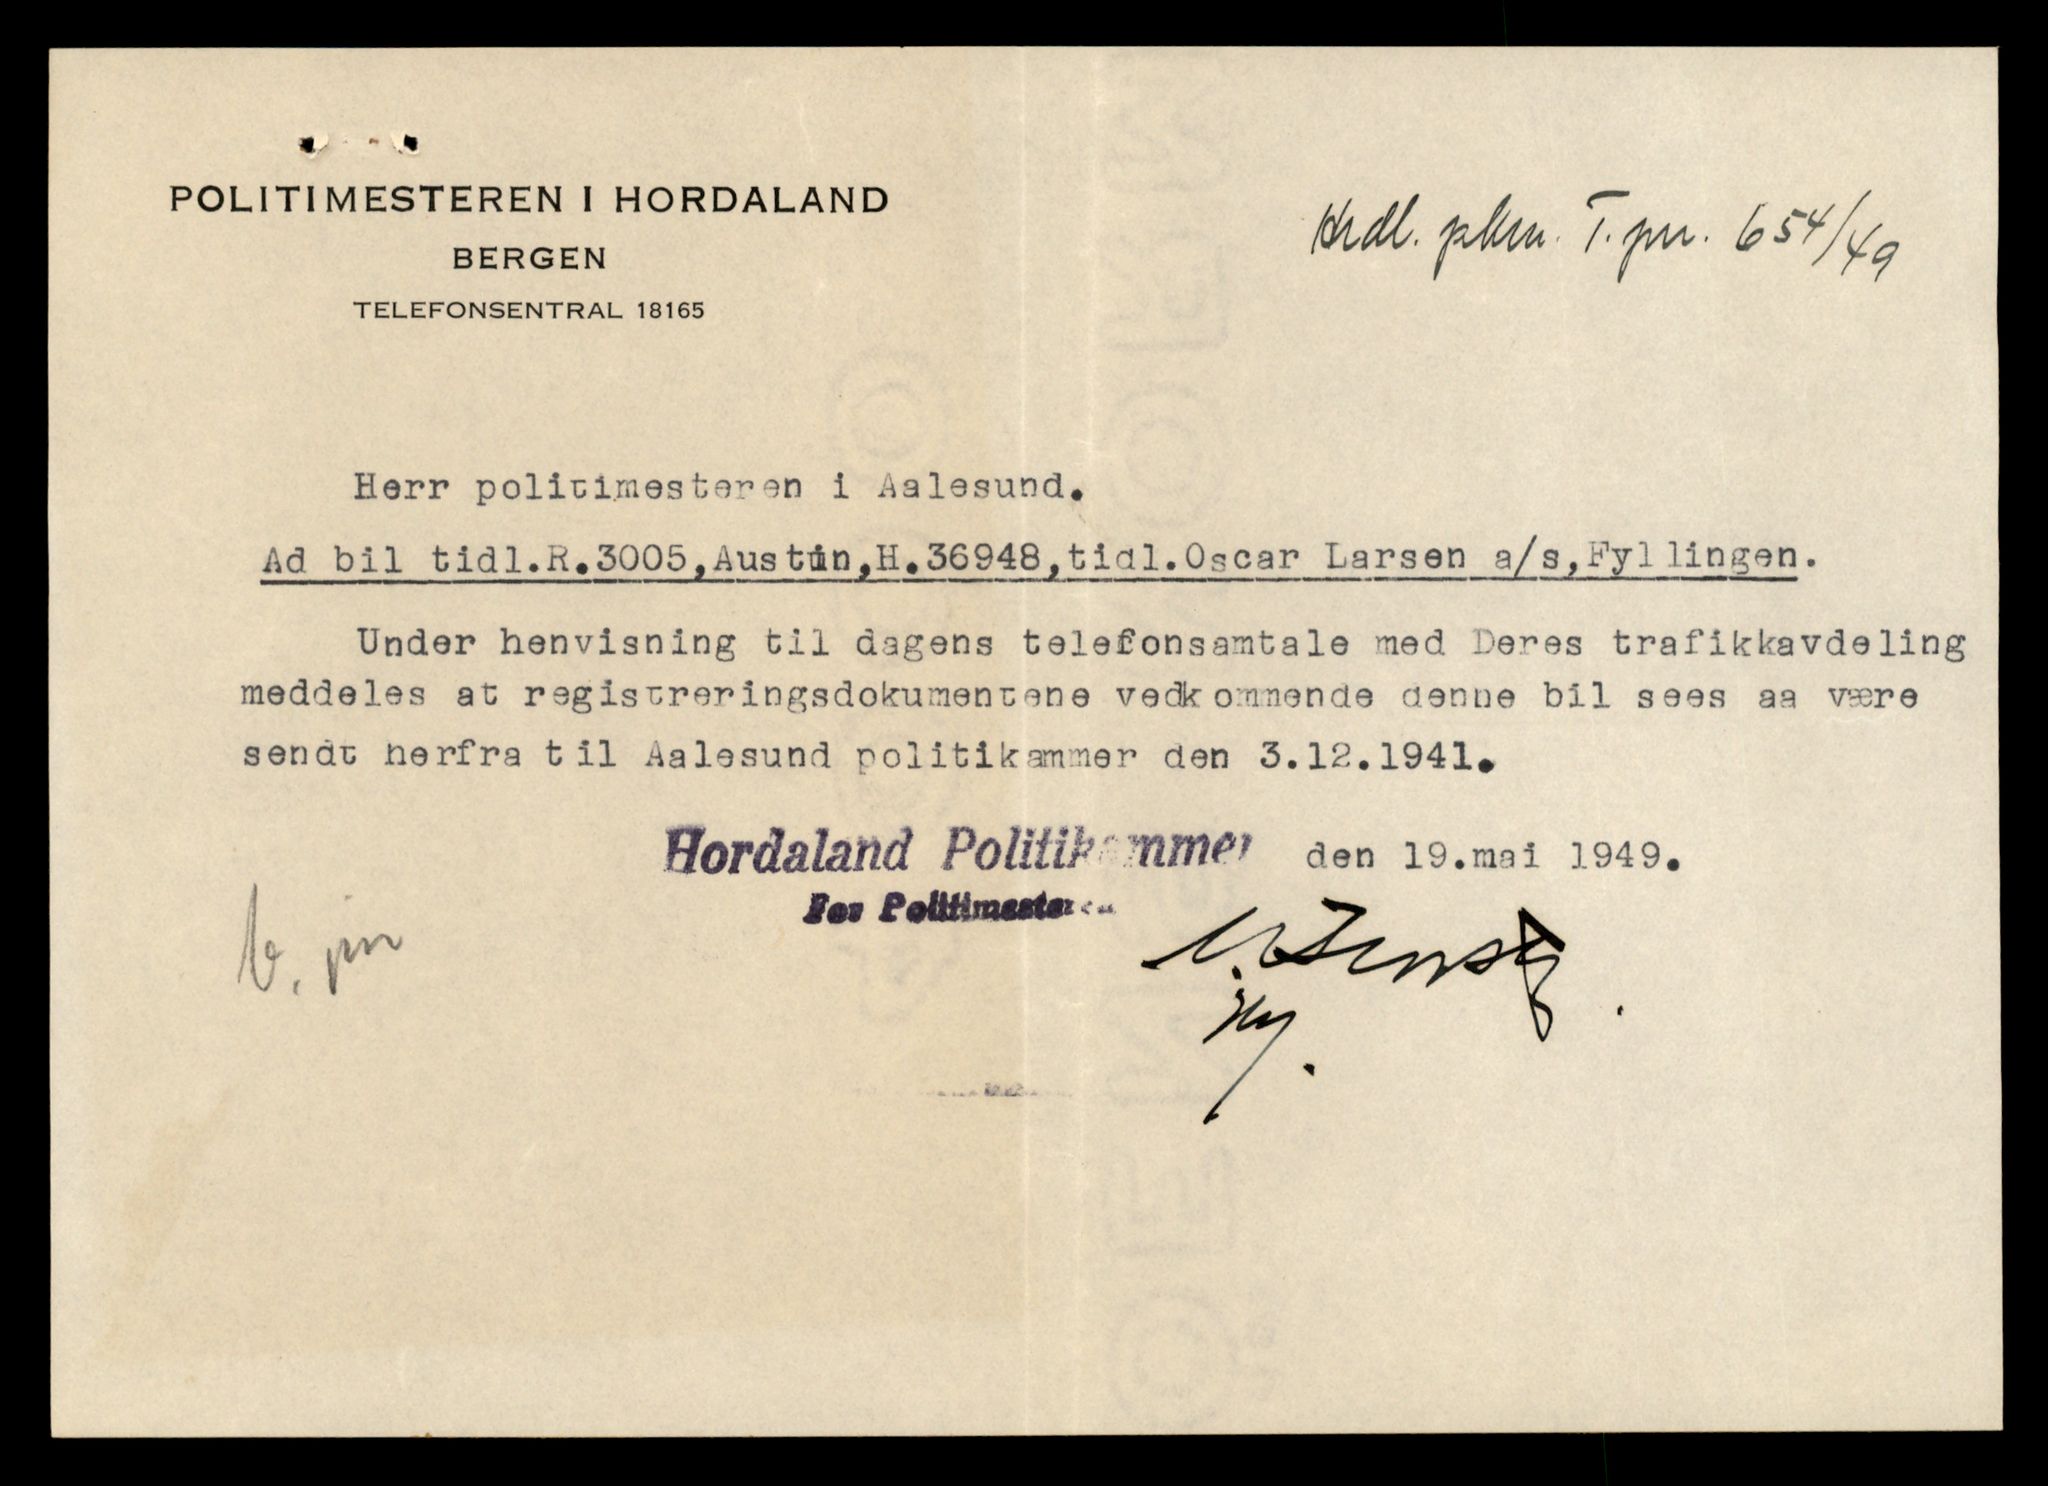 POLITIMESTEREN I HORDALAND
BERGEN
TELEFONSENTRAL 18165
Hrdl. pkm. T. pnr. 654/49
Herr politimesteren i Aalesund.
Ad bil tidl.R.3005,Austin,H.36948,tidl.Oscar Larsen a/s,Fyllingen.
Under henvisning til dagens telefonsamtale med Deres trafikkavdeling
meddeles at registreringsdokumentene vedkommende denne bil sees aa være
sendt herfra til Aalesund politikammer den 3.12.1941.
Hordaland Politikammer den 19.mai 1949.
For Politimesteren